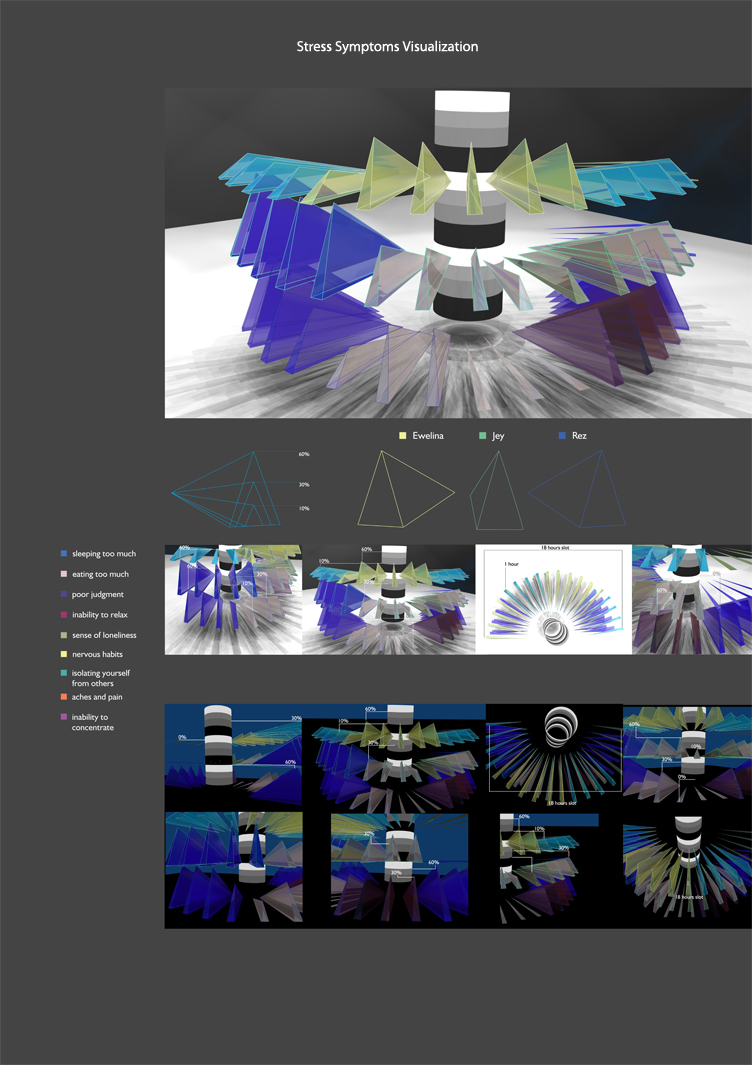 Stress Symptoms Visualization
Ewelina
Jey
Rez
60%
30%
10%
sleeping too much
eating too much
poor judgment
inability to relax
sense of loneliness
nervous habits
isolating yourself
from others
aches and pain
inability to
concentrate
60%
60%
30%
10%
60%
10%
30%
18 hours slot
1 hour
0%
60%
30%
0%
60%
60%
10%
30%
18 hours slot
60%
10%
30%
0%
30%
60%
30%
60%
10%
30%
18 hours slot